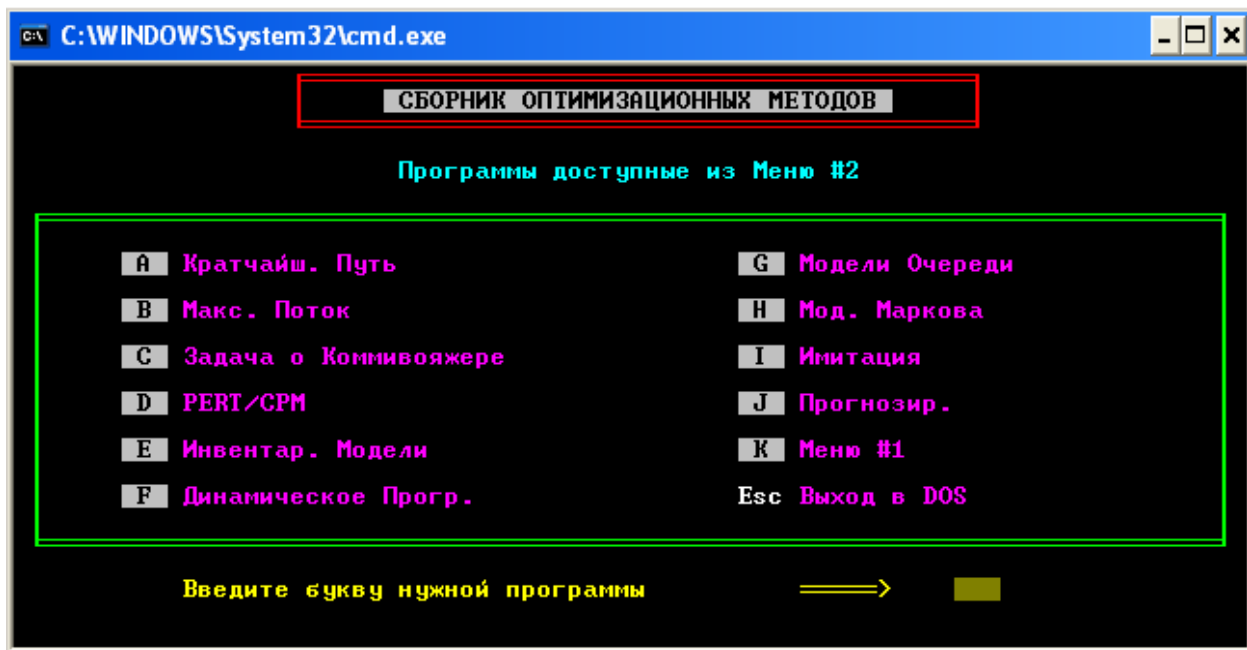 C:\WINDOWS\System32\cmd.exe
СБОРНИК ОПТИМИЗАЦИОННЫХ МЕТОДОВ
Программы доступные из Меню #2
A Кратчайш. Путь
B Макс. Поток
C Задача о Коммивояжере
D PERT/CPM
E Инвентар. Модели
F Динамическое Прогр.
G Модели Очереди
H Мод. Маркова
I Имитация
J Прогнозир.
K Меню #1
Esc Выход в DOS
Введите букву нужной программы ====>